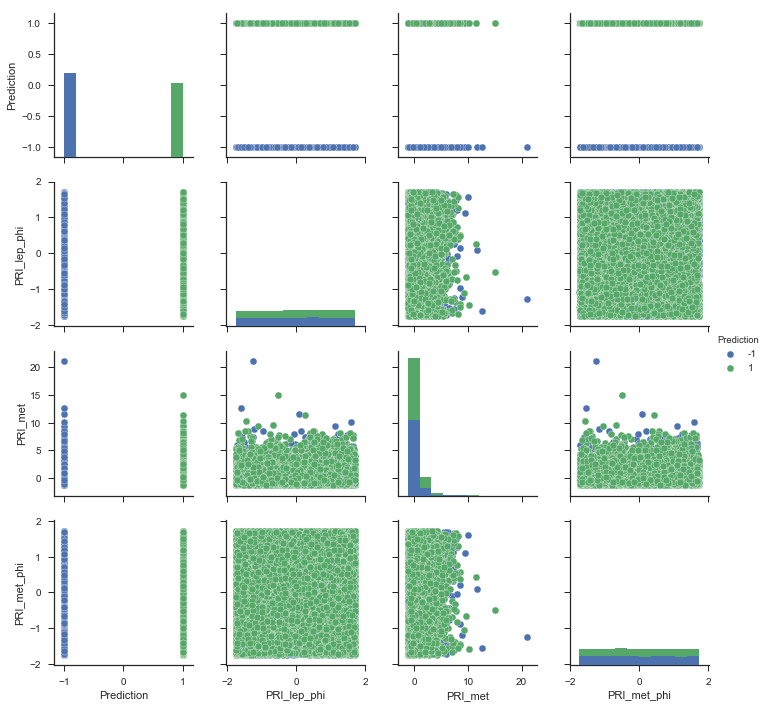 1.0
0.5
0.0
−0.5
−1.0
Prediction
2
1
0
−1
−2
PRI_lep_phi
20
15
10
5
0
PRI_met
2
1
0
−1
−2
PRI_met_phi
−1 0 1
Prediction
−2 0 2
PRI_lep_phi
0 10 20
PRI_met
−2 0 2
PRI_met_phi
Prediction
-1
1